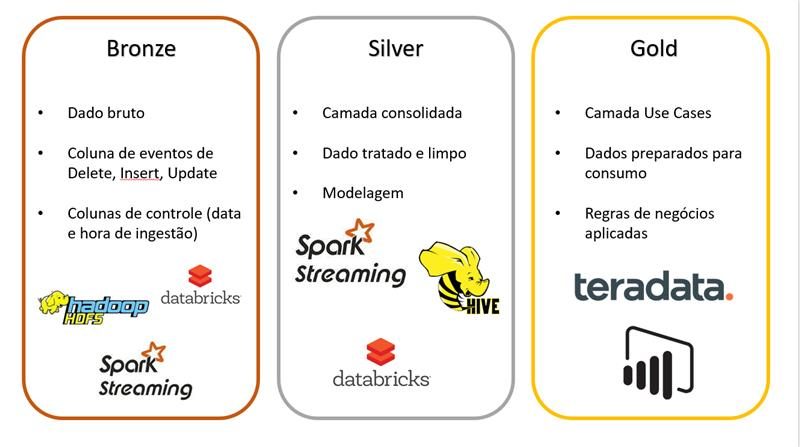 Bronze
• Dado bruto
• Coluna de eventos de
Delete, Insert, Update
• Colunas de controle (data
e hora de ingestão)
hadoop
HDFS
databricks
Spark
Streaming
Silver
• Camada consolidada
• Dado tratado e limpo
• Modelagem
Spark
Streaming
HIVE
databricks
Gold
• Camada Use Cases
• Dados preparados para
consumo
• Regras de negócios
aplicadas
teradata.